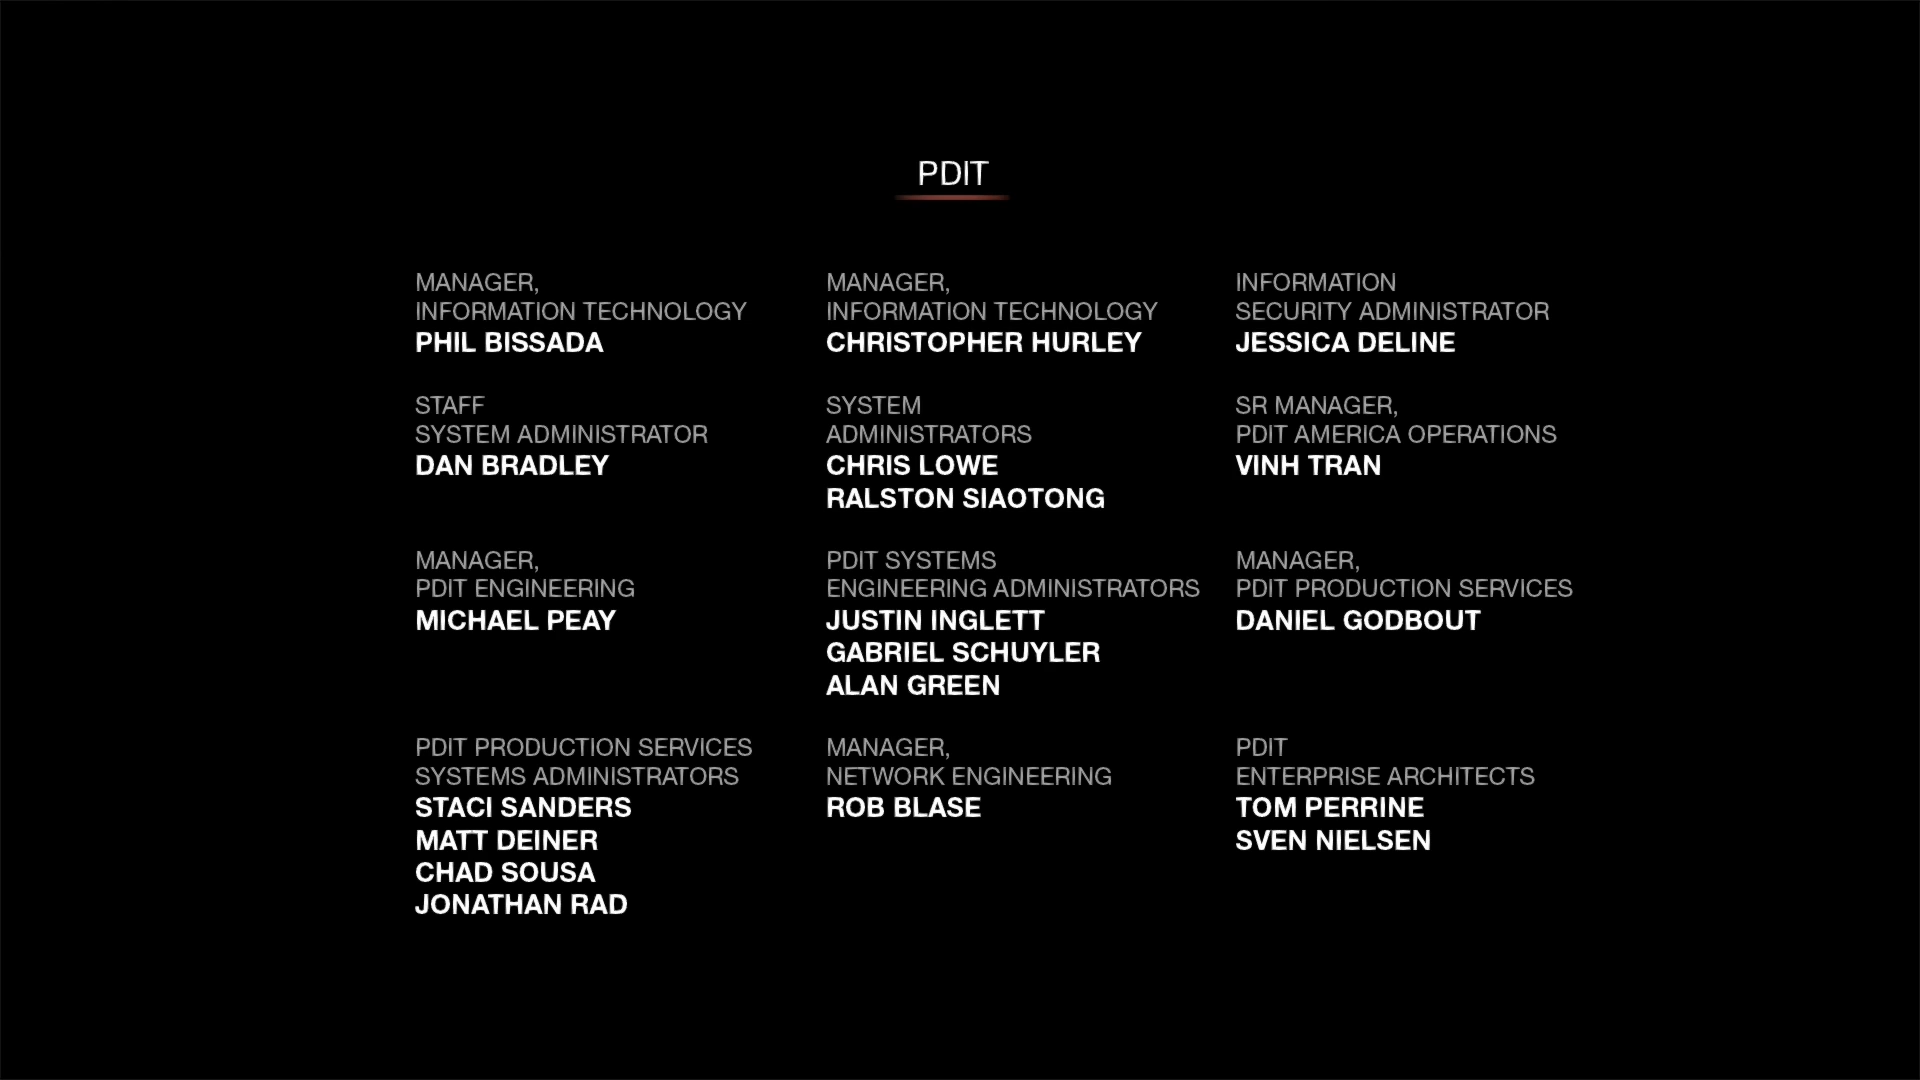 PDIT
MANAGER,
INFORMATION TECHNOLOGY
PHIL BISSADA
MANAGER,
INFORMATION TECHNOLOGY
CHRISTOPHER HURLEY
INFORMATION
SECURITY ADMINISTRATOR
JESSICA DELINE
STAFF
SYSTEM ADMINISTRATOR
DAN BRADLEY
SYSTEM
ADMINISTRATORS
CHRIS LOWE
RALSTON SIAOTONG
SR MANAGER,
PDIT AMERICA OPERATIONS
VINH TRAN
MANAGER,
PDIT ENGINEERING
MICHAEL PEAY
PDIT SYSTEMS
ENGINEERING ADMINISTRATORS
JUSTIN INGLETT
GABRIEL SCHUYLER
ALAN GREEN
MANAGER,
PDIT PRODUCTION SERVICES
DANIEL GODBOUT
PDIT PRODUCTION SERVICES
SYSTEMS ADMINISTRATORS
STACI SANDERS
MATT DEINER
CHAD SOUSA
JONATHAN RAD
MANAGER,
NETWORK ENGINEERING
ROB BLASE
PDIT
ENTERPRISE ARCHITECTS
TOM PERRINE
SVEN NIELSEN